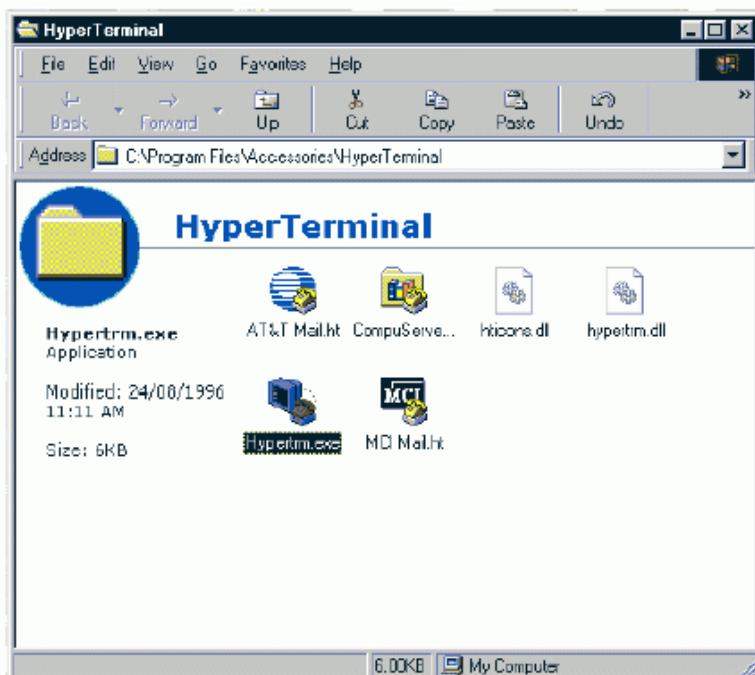 HyperTerminal
File Edit View Go Favorites Help
Back Forward Up Cut Copy Paste Undo »
Address C:\Program Files\Accessories\HyperTerminal
HyperTerminal
AT&T Mail.ht CompuServe... hticons.dll hypertrm.dll
Hypertrm.exe
Application
Modified: 24/08/1996
11:11 AM
Size: 6KB
MCI
Hypertrm.exe MCI Mail.ht
6.00KB My Computer